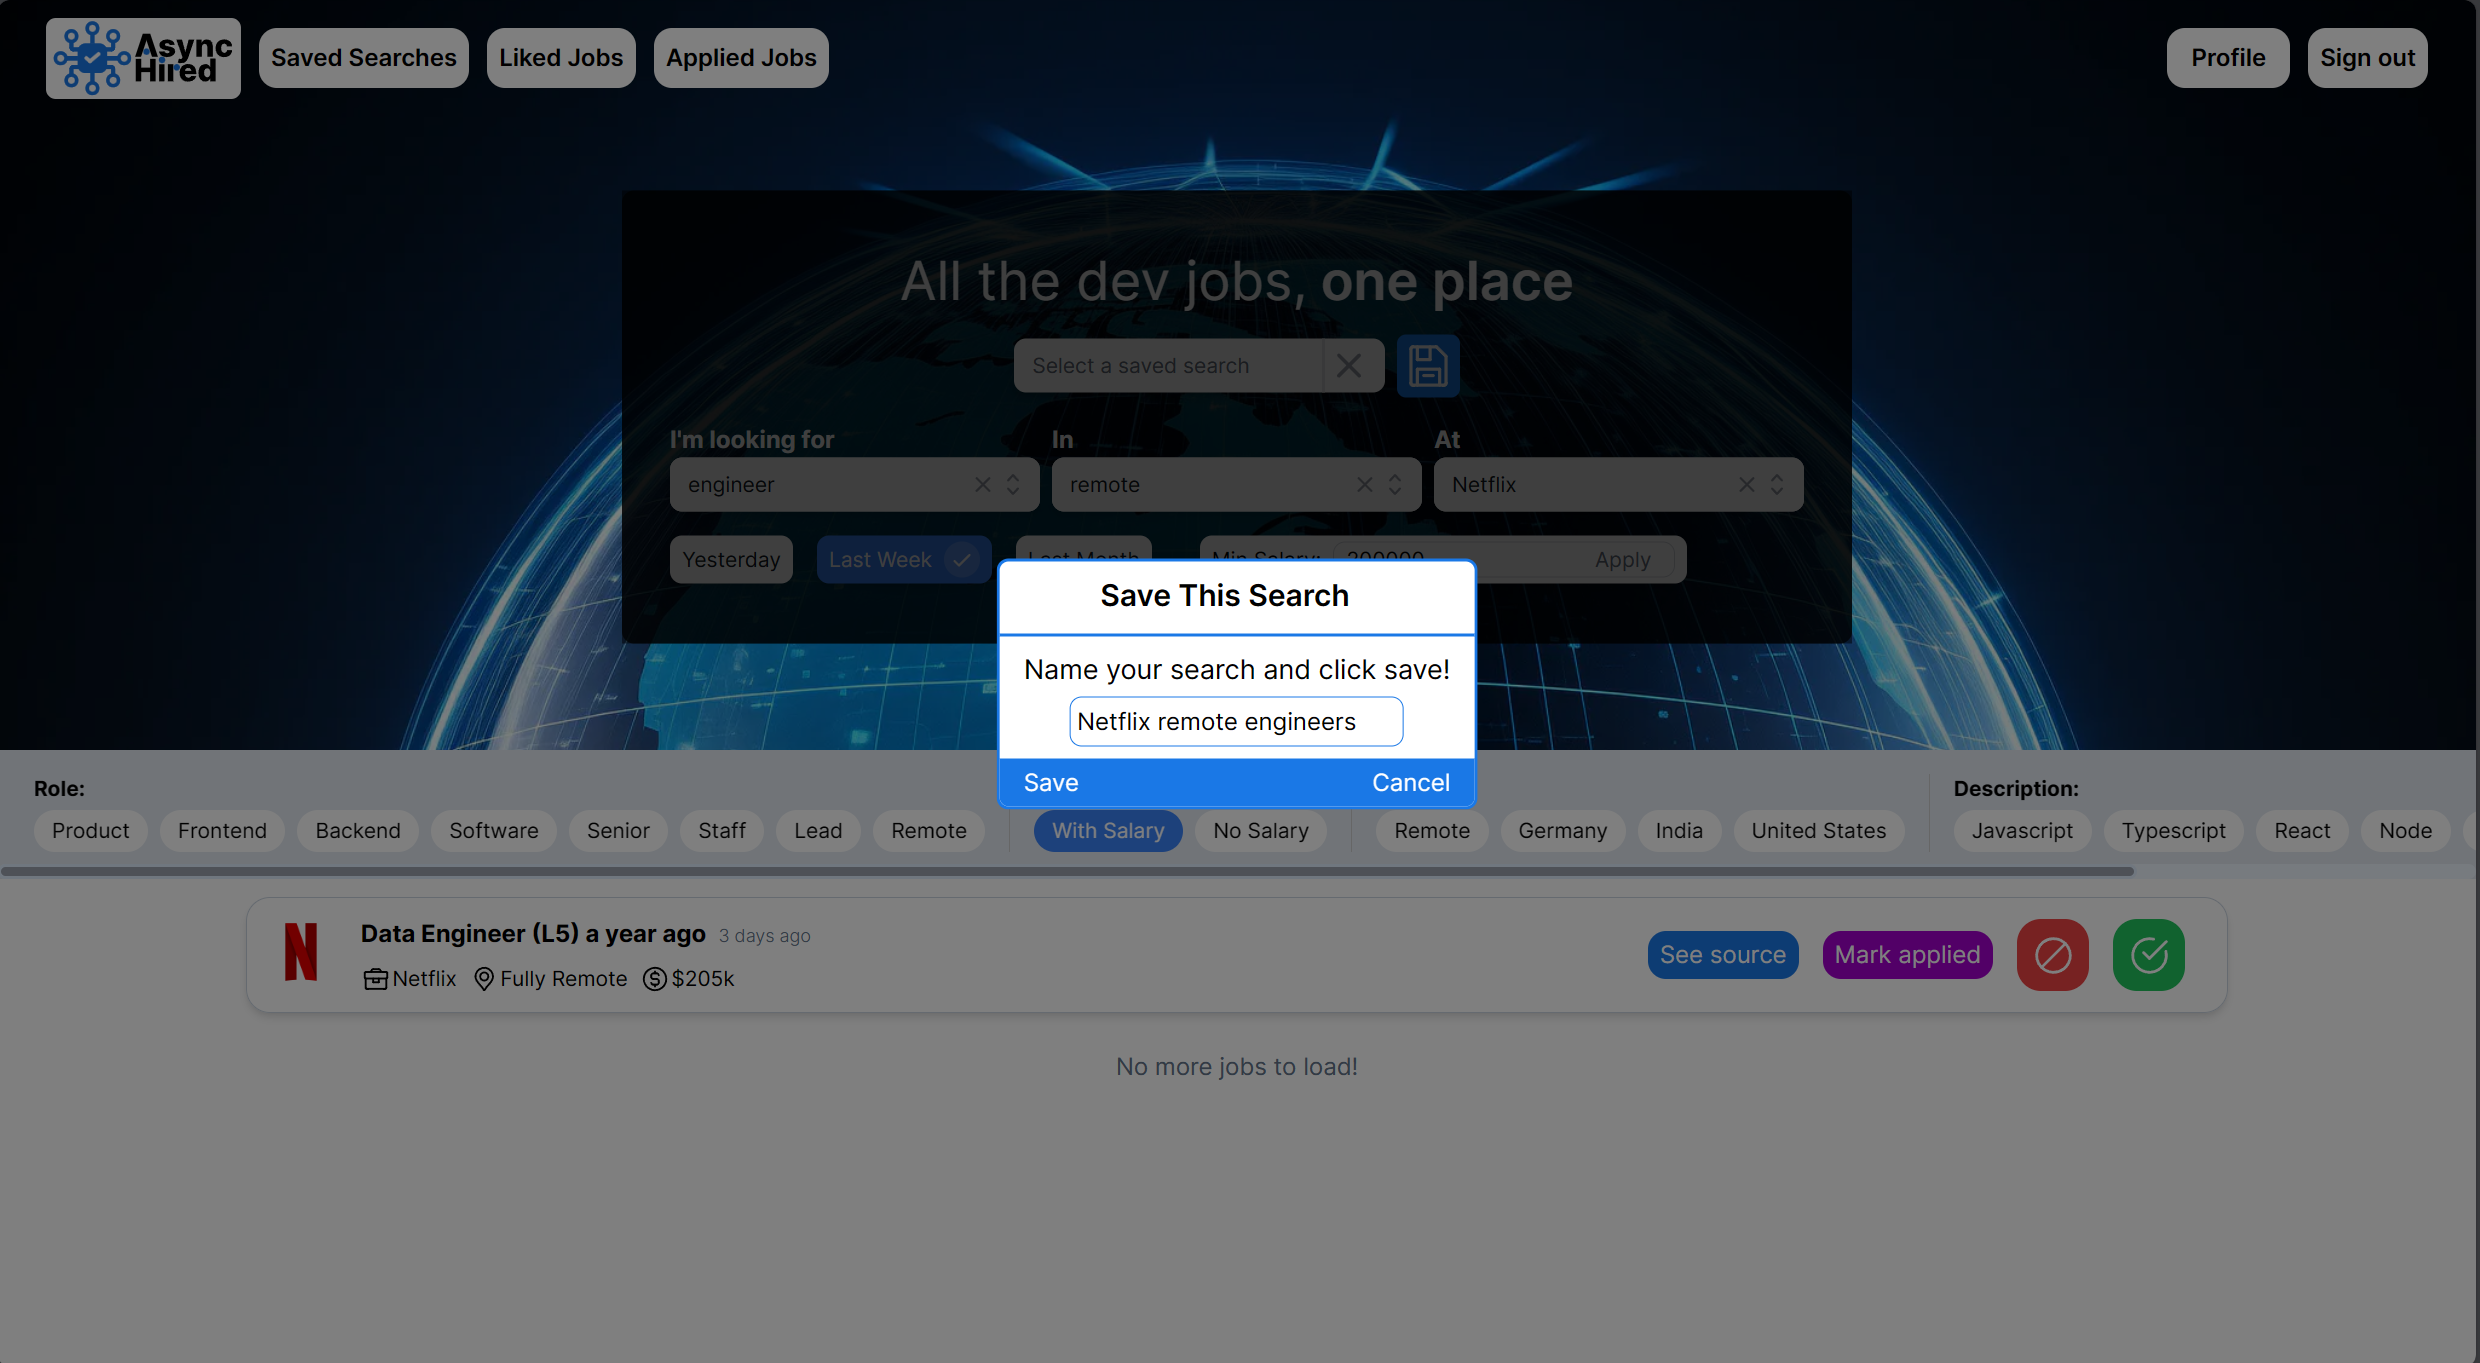 Async
Hired
Saved Searches
Liked Jobs
Applied Jobs
Profile
Sign out
All the dev jobs, one place
Select a saved search
I'm looking for
In
At
engineer
remote
Netflix
Yesterday
Last Week
Last Month
Min Salary:
200000
Apply
Save This Search
Name your search and click save!
Netflix remote engineers
Save
Cancel
Role:
Description:
Product
Frontend
Backend
Software
Senior
Staff
Lead
Remote
With Salary
No Salary
Remote
Germany
India
United States
Javascript
Typescript
React
Node
Data Engineer (L5) a year ago 3 days ago
Netflix Fully Remote $205k
See source
Mark applied
No more jobs to load!